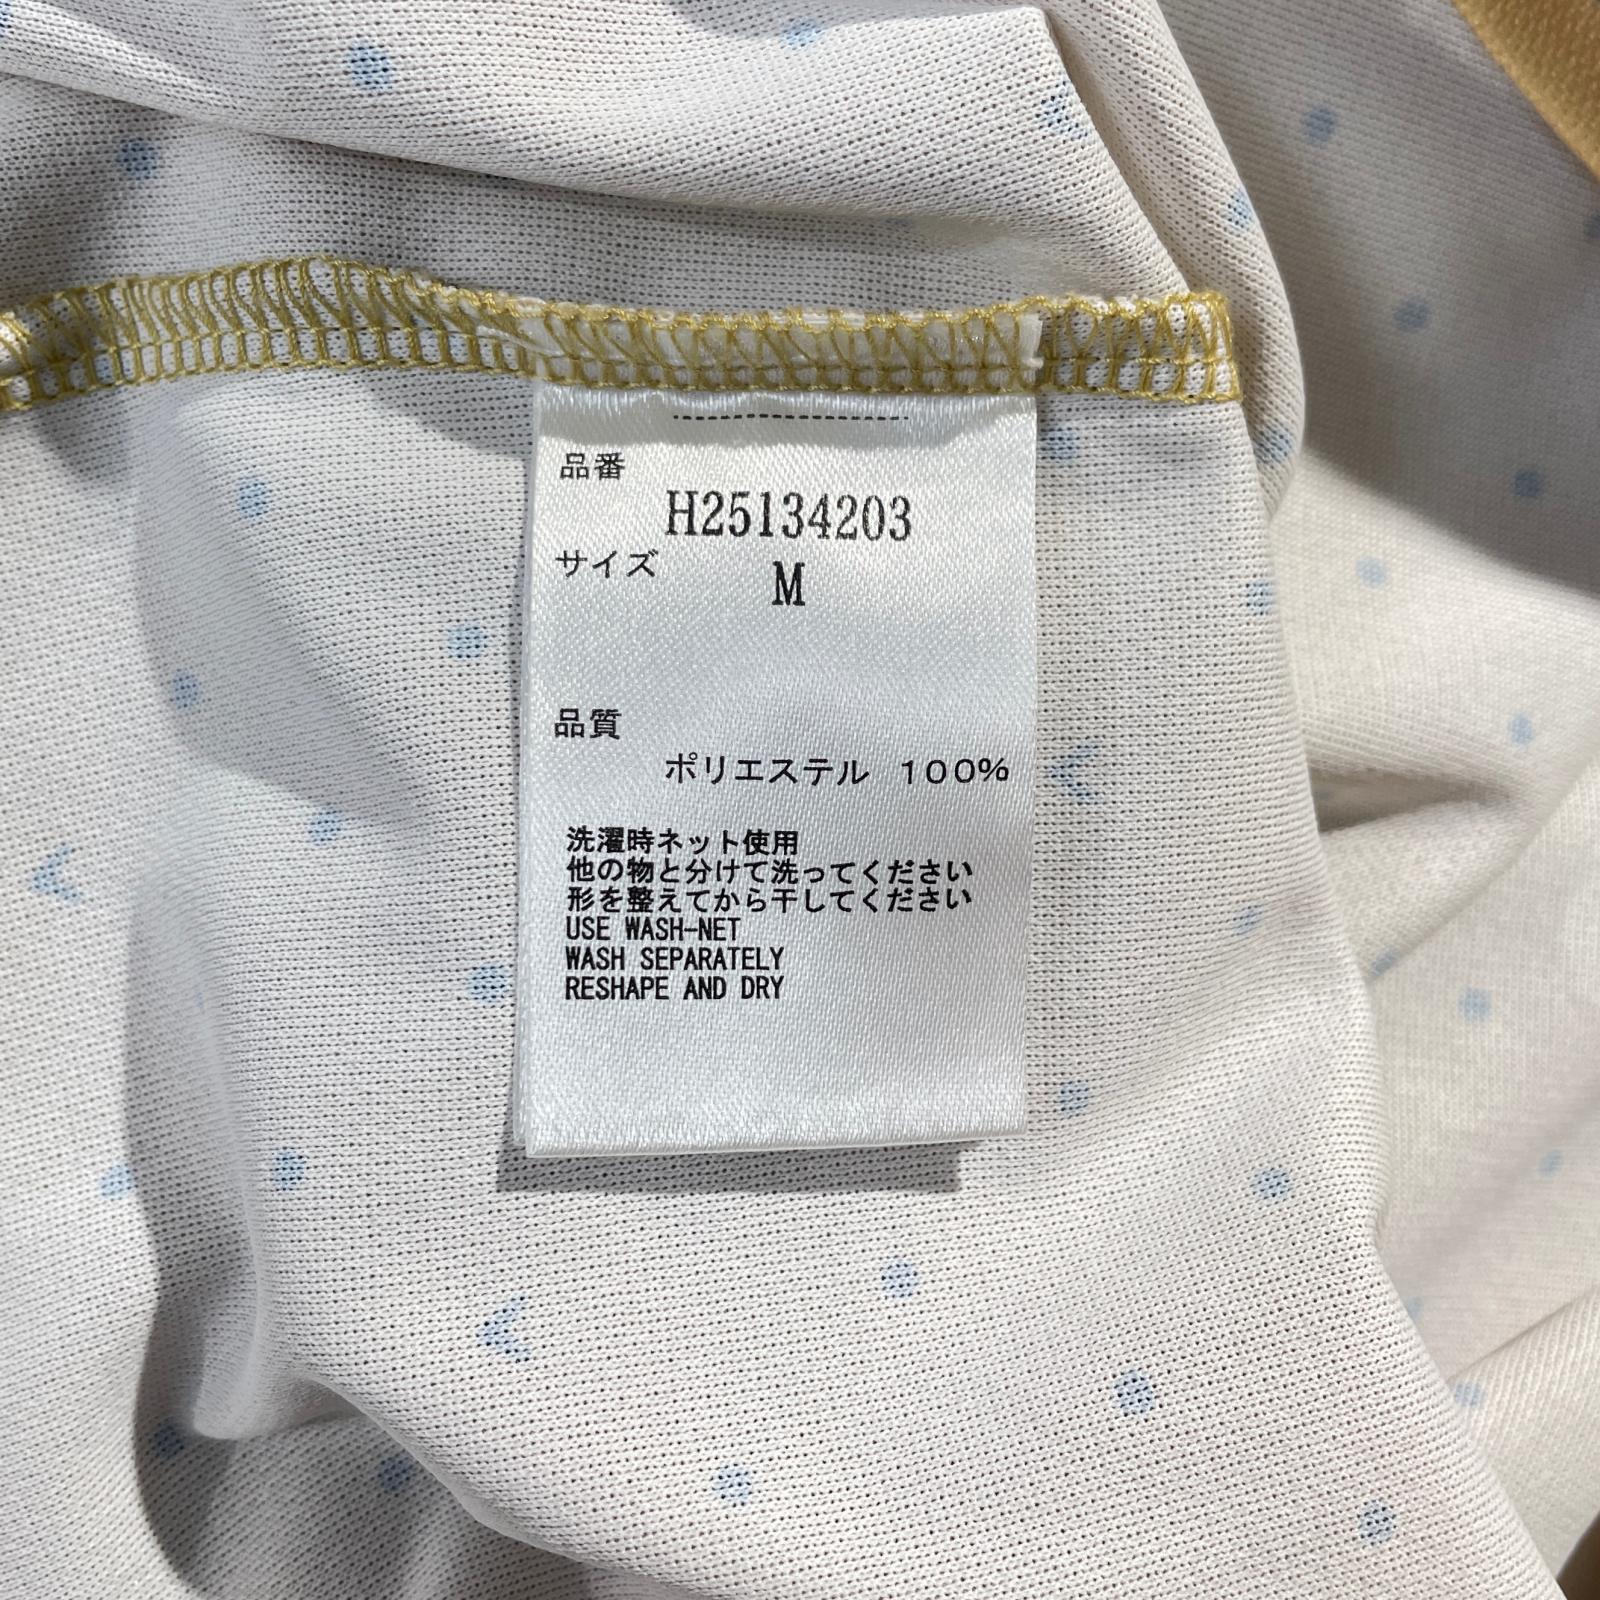 品番
H25134203
サイズ
M
品質
ポリエステル １００%
洗濯時ネット使用
他の物と分けて洗ってください
形を整えてから干してください
USE WASH-NET
WASH SEPARATELY
RESHAPE AND DRY